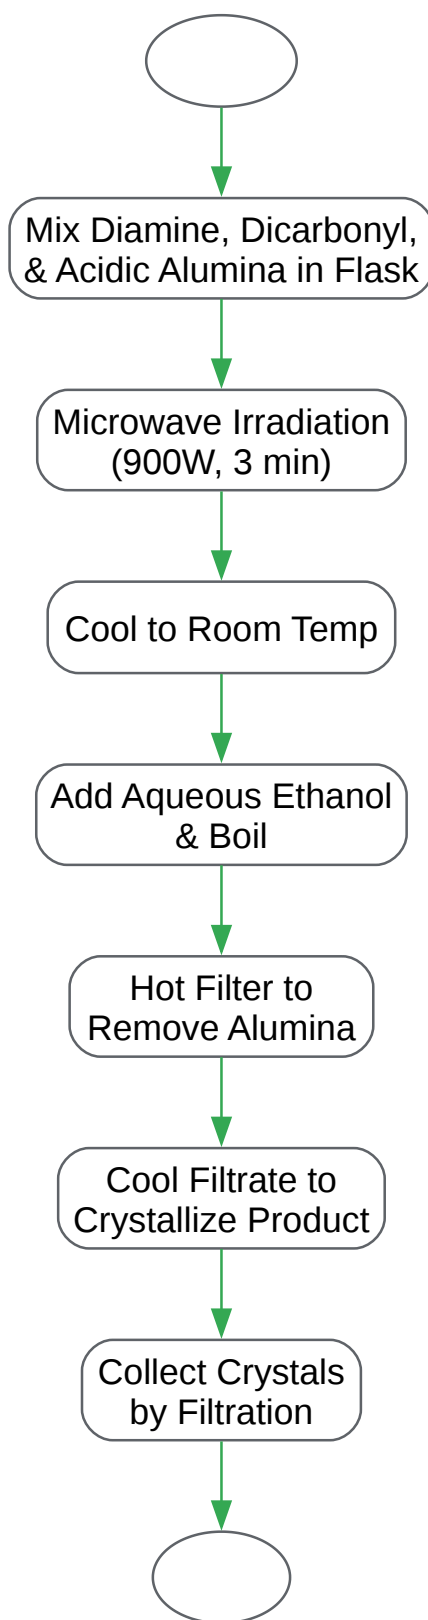 Mix Diamine, Dicarbonyl,
& Acidic Alumina in Flask
Microwave Irradiation
(900W, 3 min)
Cool to Room Temp
Add Aqueous Ethanol
& Boil
Hot Filter to
Remove Alumina
Cool Filtrate to
Crystallize Product
Collect Crystals
by Filtration